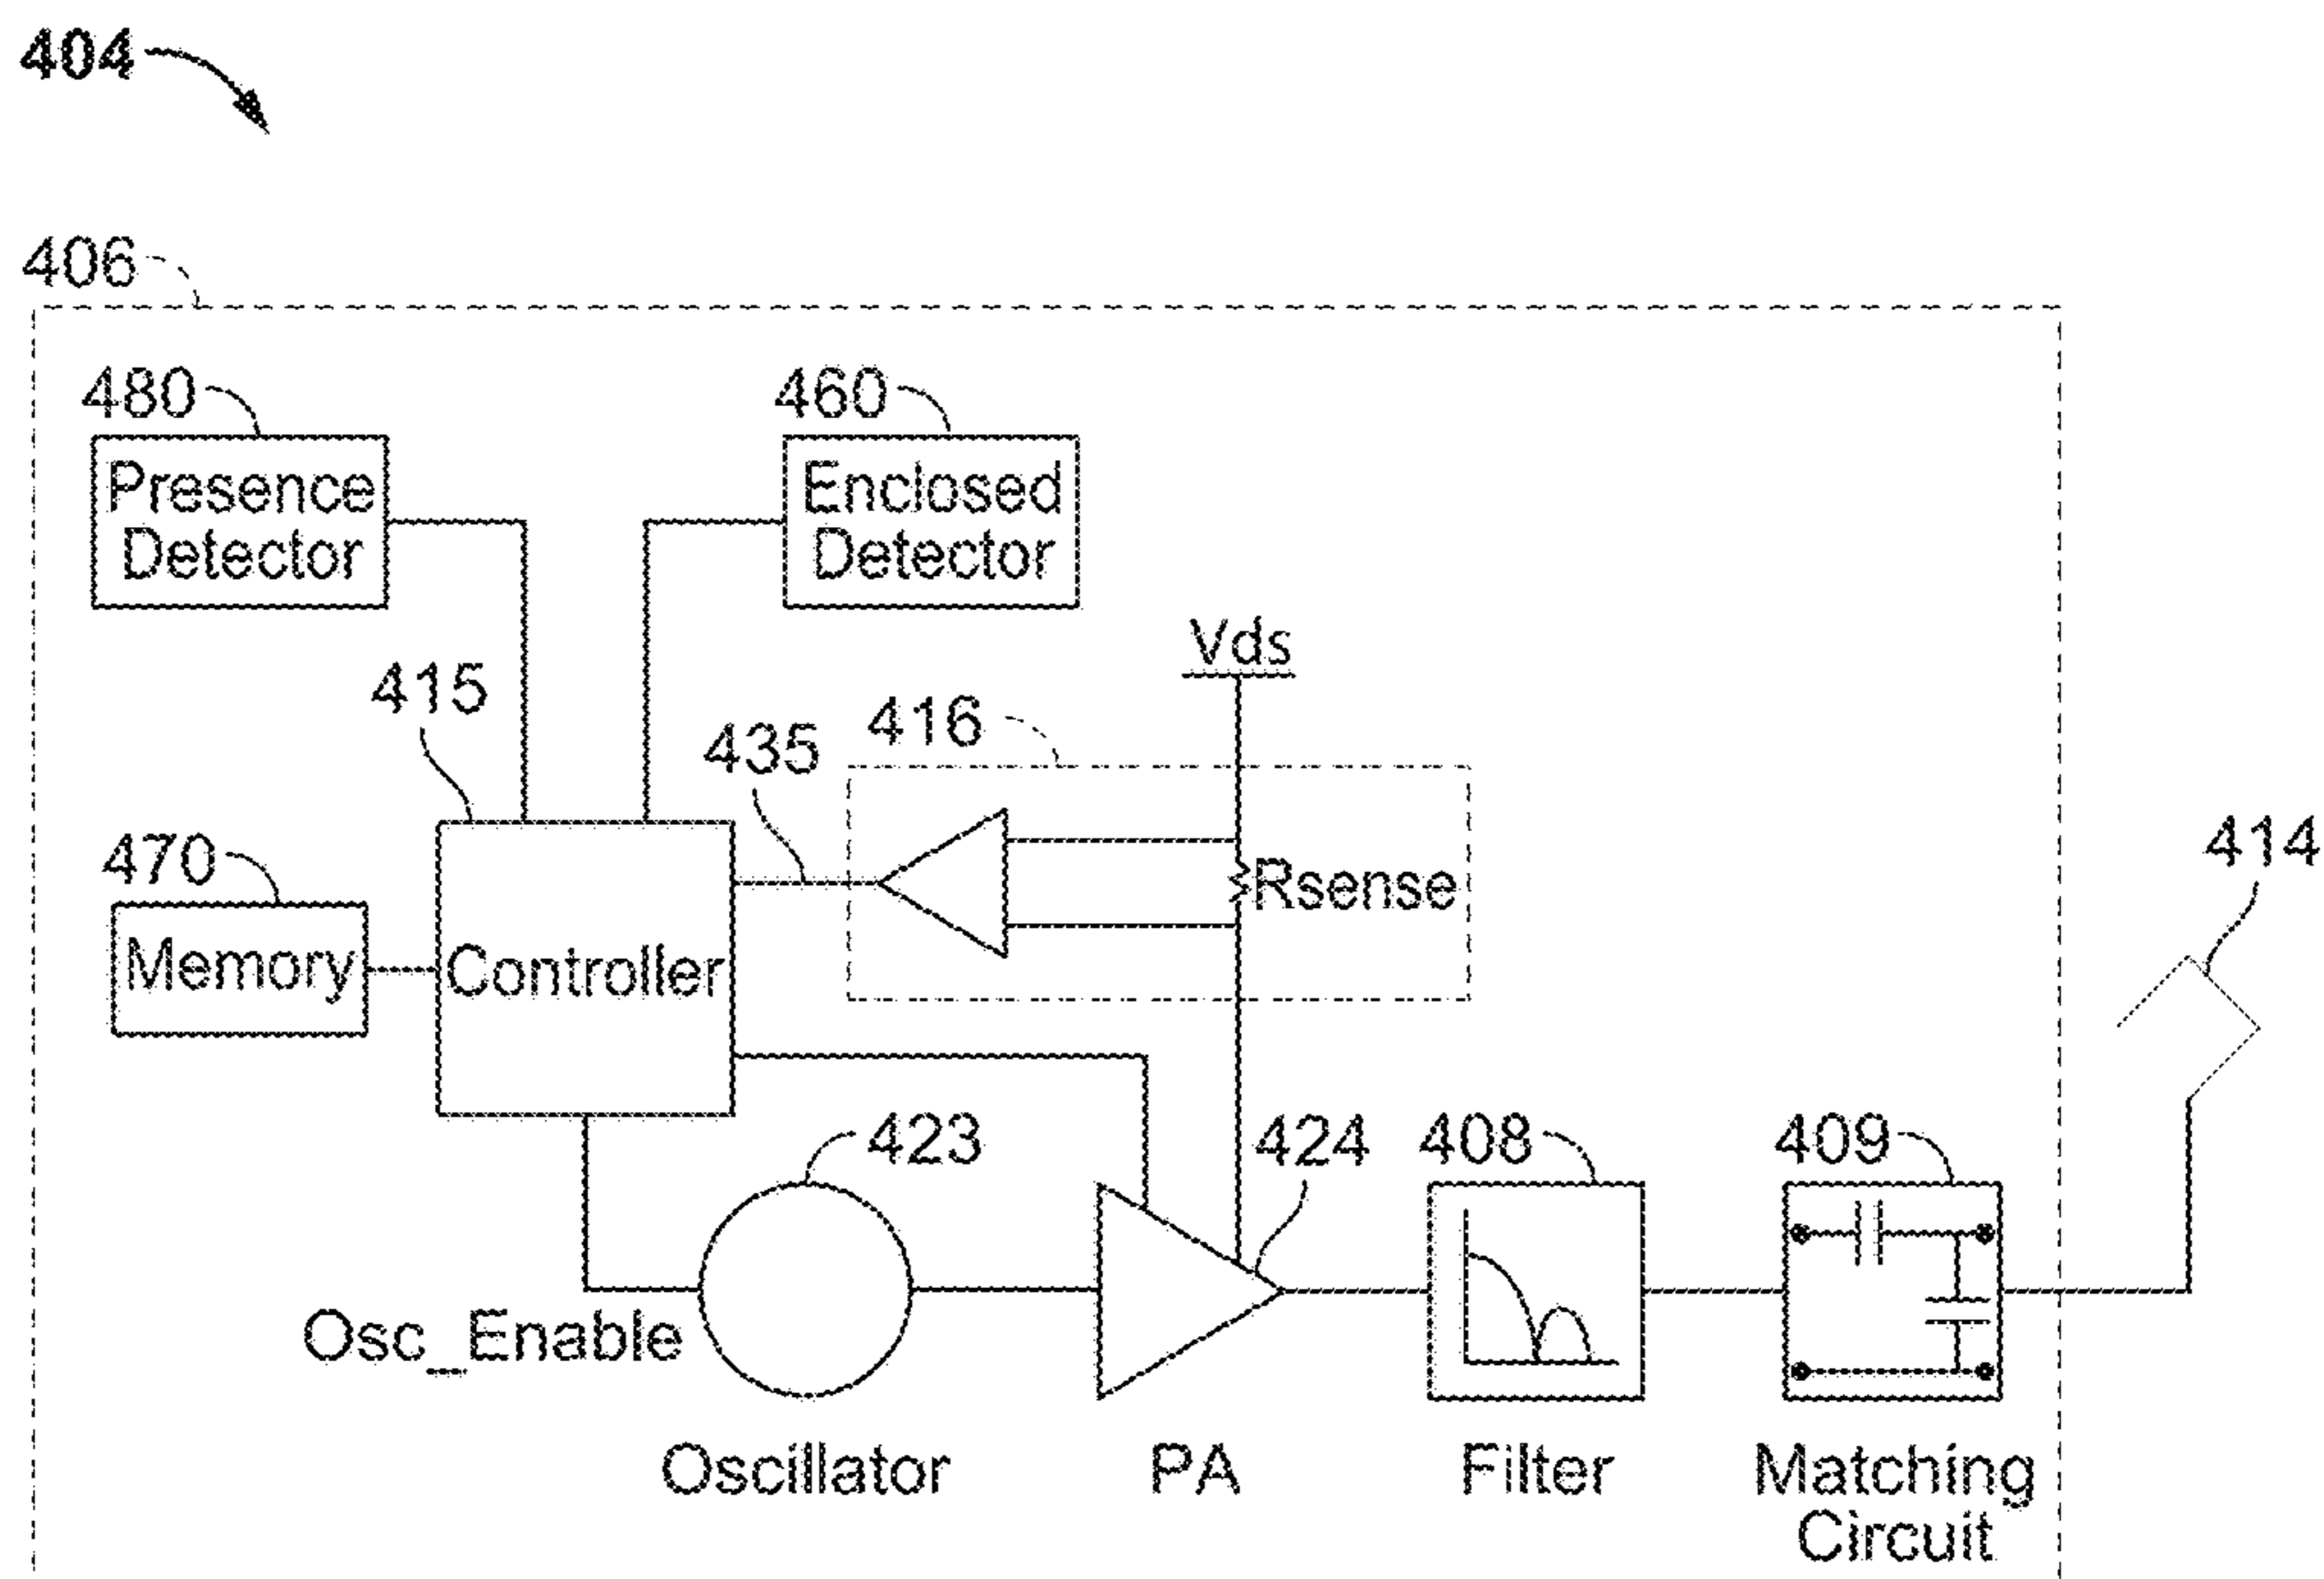 404
406
480
460
Presence
Detector
Enclosed
Detector
Vds
415
416
435
414
470
Rsense
Memory
Controller
423
424
408
409
Osc_Enable
Oscillator
PA
Filter
Matching
Circuit